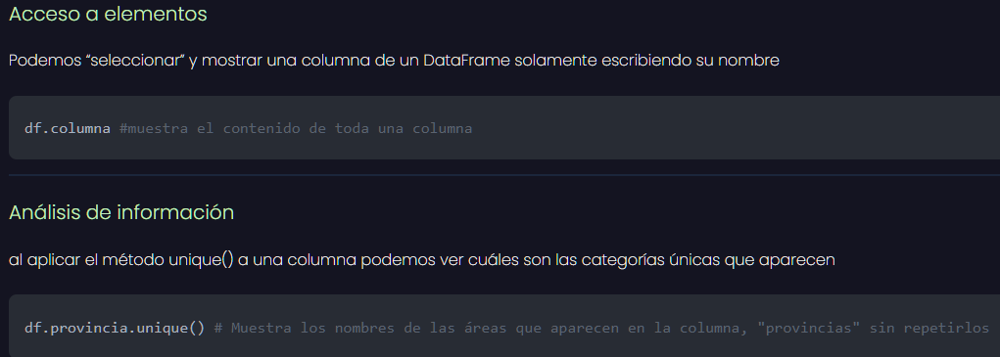 Acceso a elementos
Podemos “seleccionar” y mostrar una columna de un DataFrame solamente escribiendo su nombre
df.columna #muestra el contenido de toda una columna
Análisis de información
al aplicar el método unique() a una columna podemos ver cuáles son las categorías únicas que aparecen
df.provincia.unique() # Muestra los nombres de las áreas que aparecen en la columna, "provincias" sin repetirlos